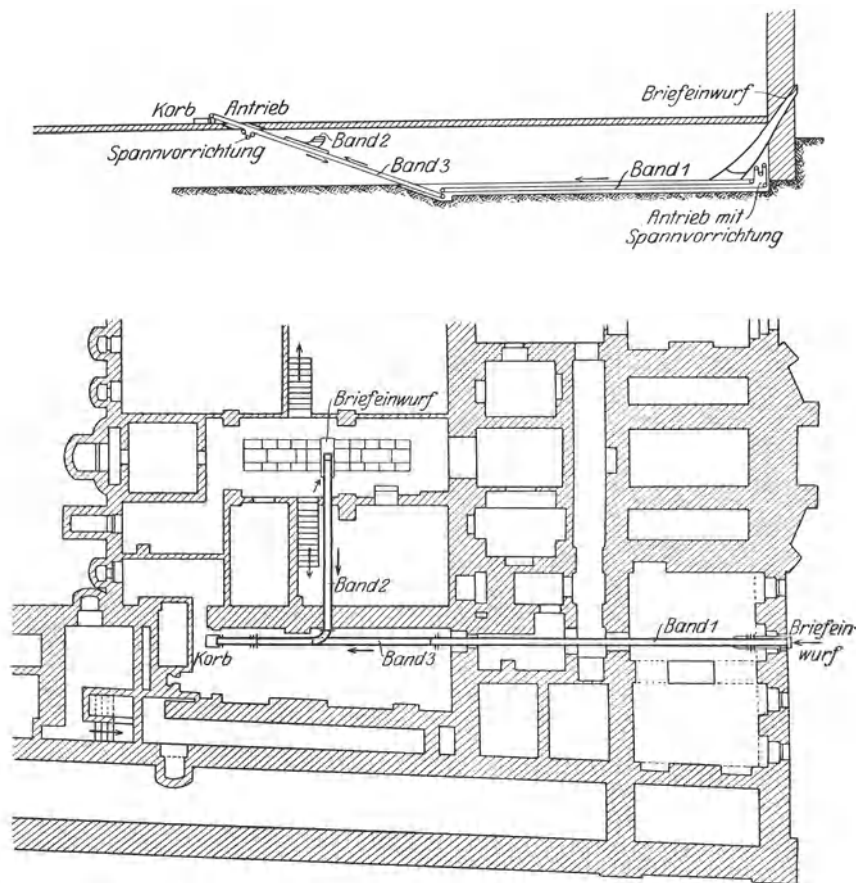 Briefeinwurf
Korb
Antrieb
Band 2
Spannvorrichtung
Band 3
Band 1
Antrieb mit
Spannvorrichtung
Briefeinwurf
Band 2
Korb
Band 3
Band 1
Briefein-
wurf